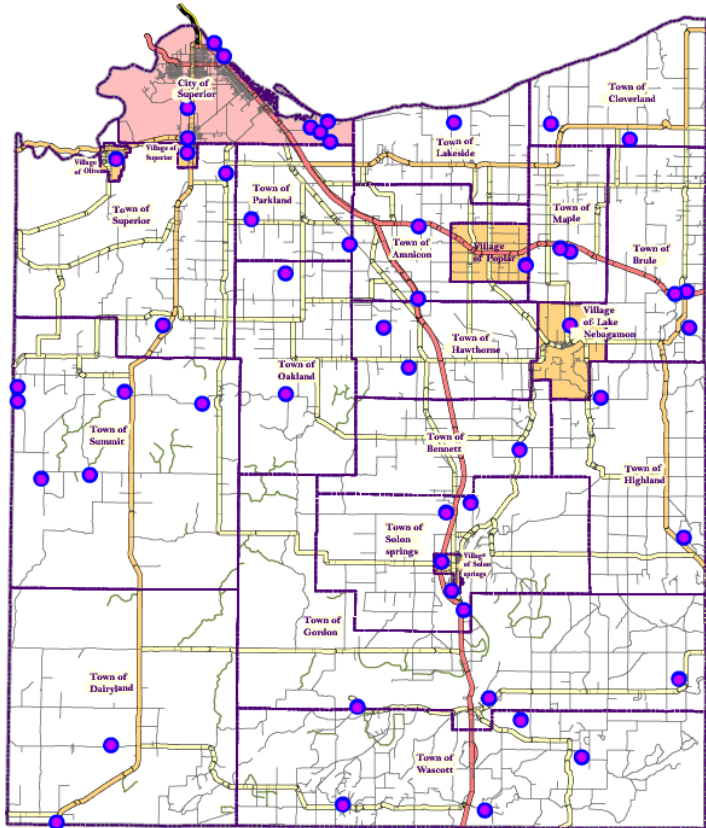 City of
Superior
Town of
Cloverland
Village of
Superior
Town of
Lakeside
Village
of Oliver
Town of
Superior
Town of
Parkland
Town of
Maple
Town of
Amnicon
Village
of Poplar
Town of
Brule
Village
of Lake
Nebagamon
Town of
Hawthorne
Town of
Oakland
Town of
Summit
Town of
Bennett
Town of
Highland
Town of
Solon
springs
Village
of Solon
springs
Town of
Gordon
Town of
Dairyland
Town of
Wascott